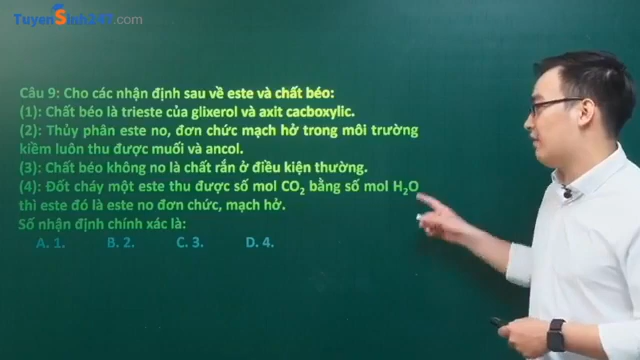 TuyenSinh247.com
Câu 9: Cho các nhận định sau về este và chất béo:
(1): Chất béo là trieste của glixerol và axit cacboxylic.
(2): Thủy phân este no, đơn chức mạch hở trong môi trường
kiềm luôn thu được muối và ancol.
(3): Chất béo không no là chất rắn ở điều kiện thường.
(4): Đốt cháy một este thu được số mol CO₂ bằng số mol H₂O
thì este đó là este no đơn chức, mạch hở.
Số nhận định chính xác là:
A. 1. B. 2. C. 3. D. 4.